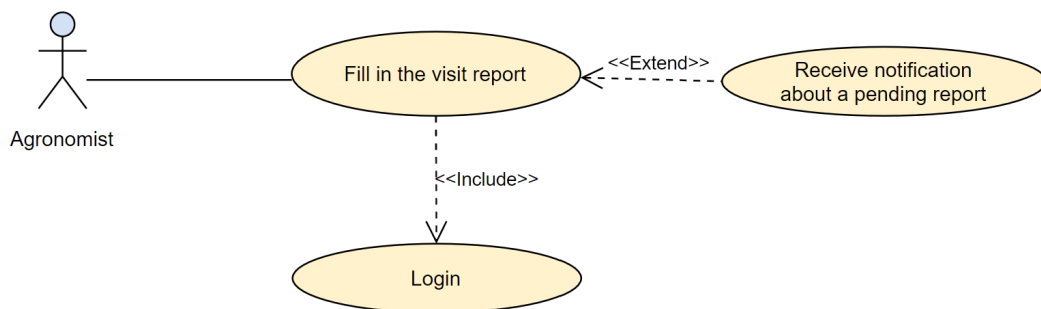 Agronomist
Fill in the visit report
<<Extend>>
Receive notification
about a pending report
<<Include>>
Login